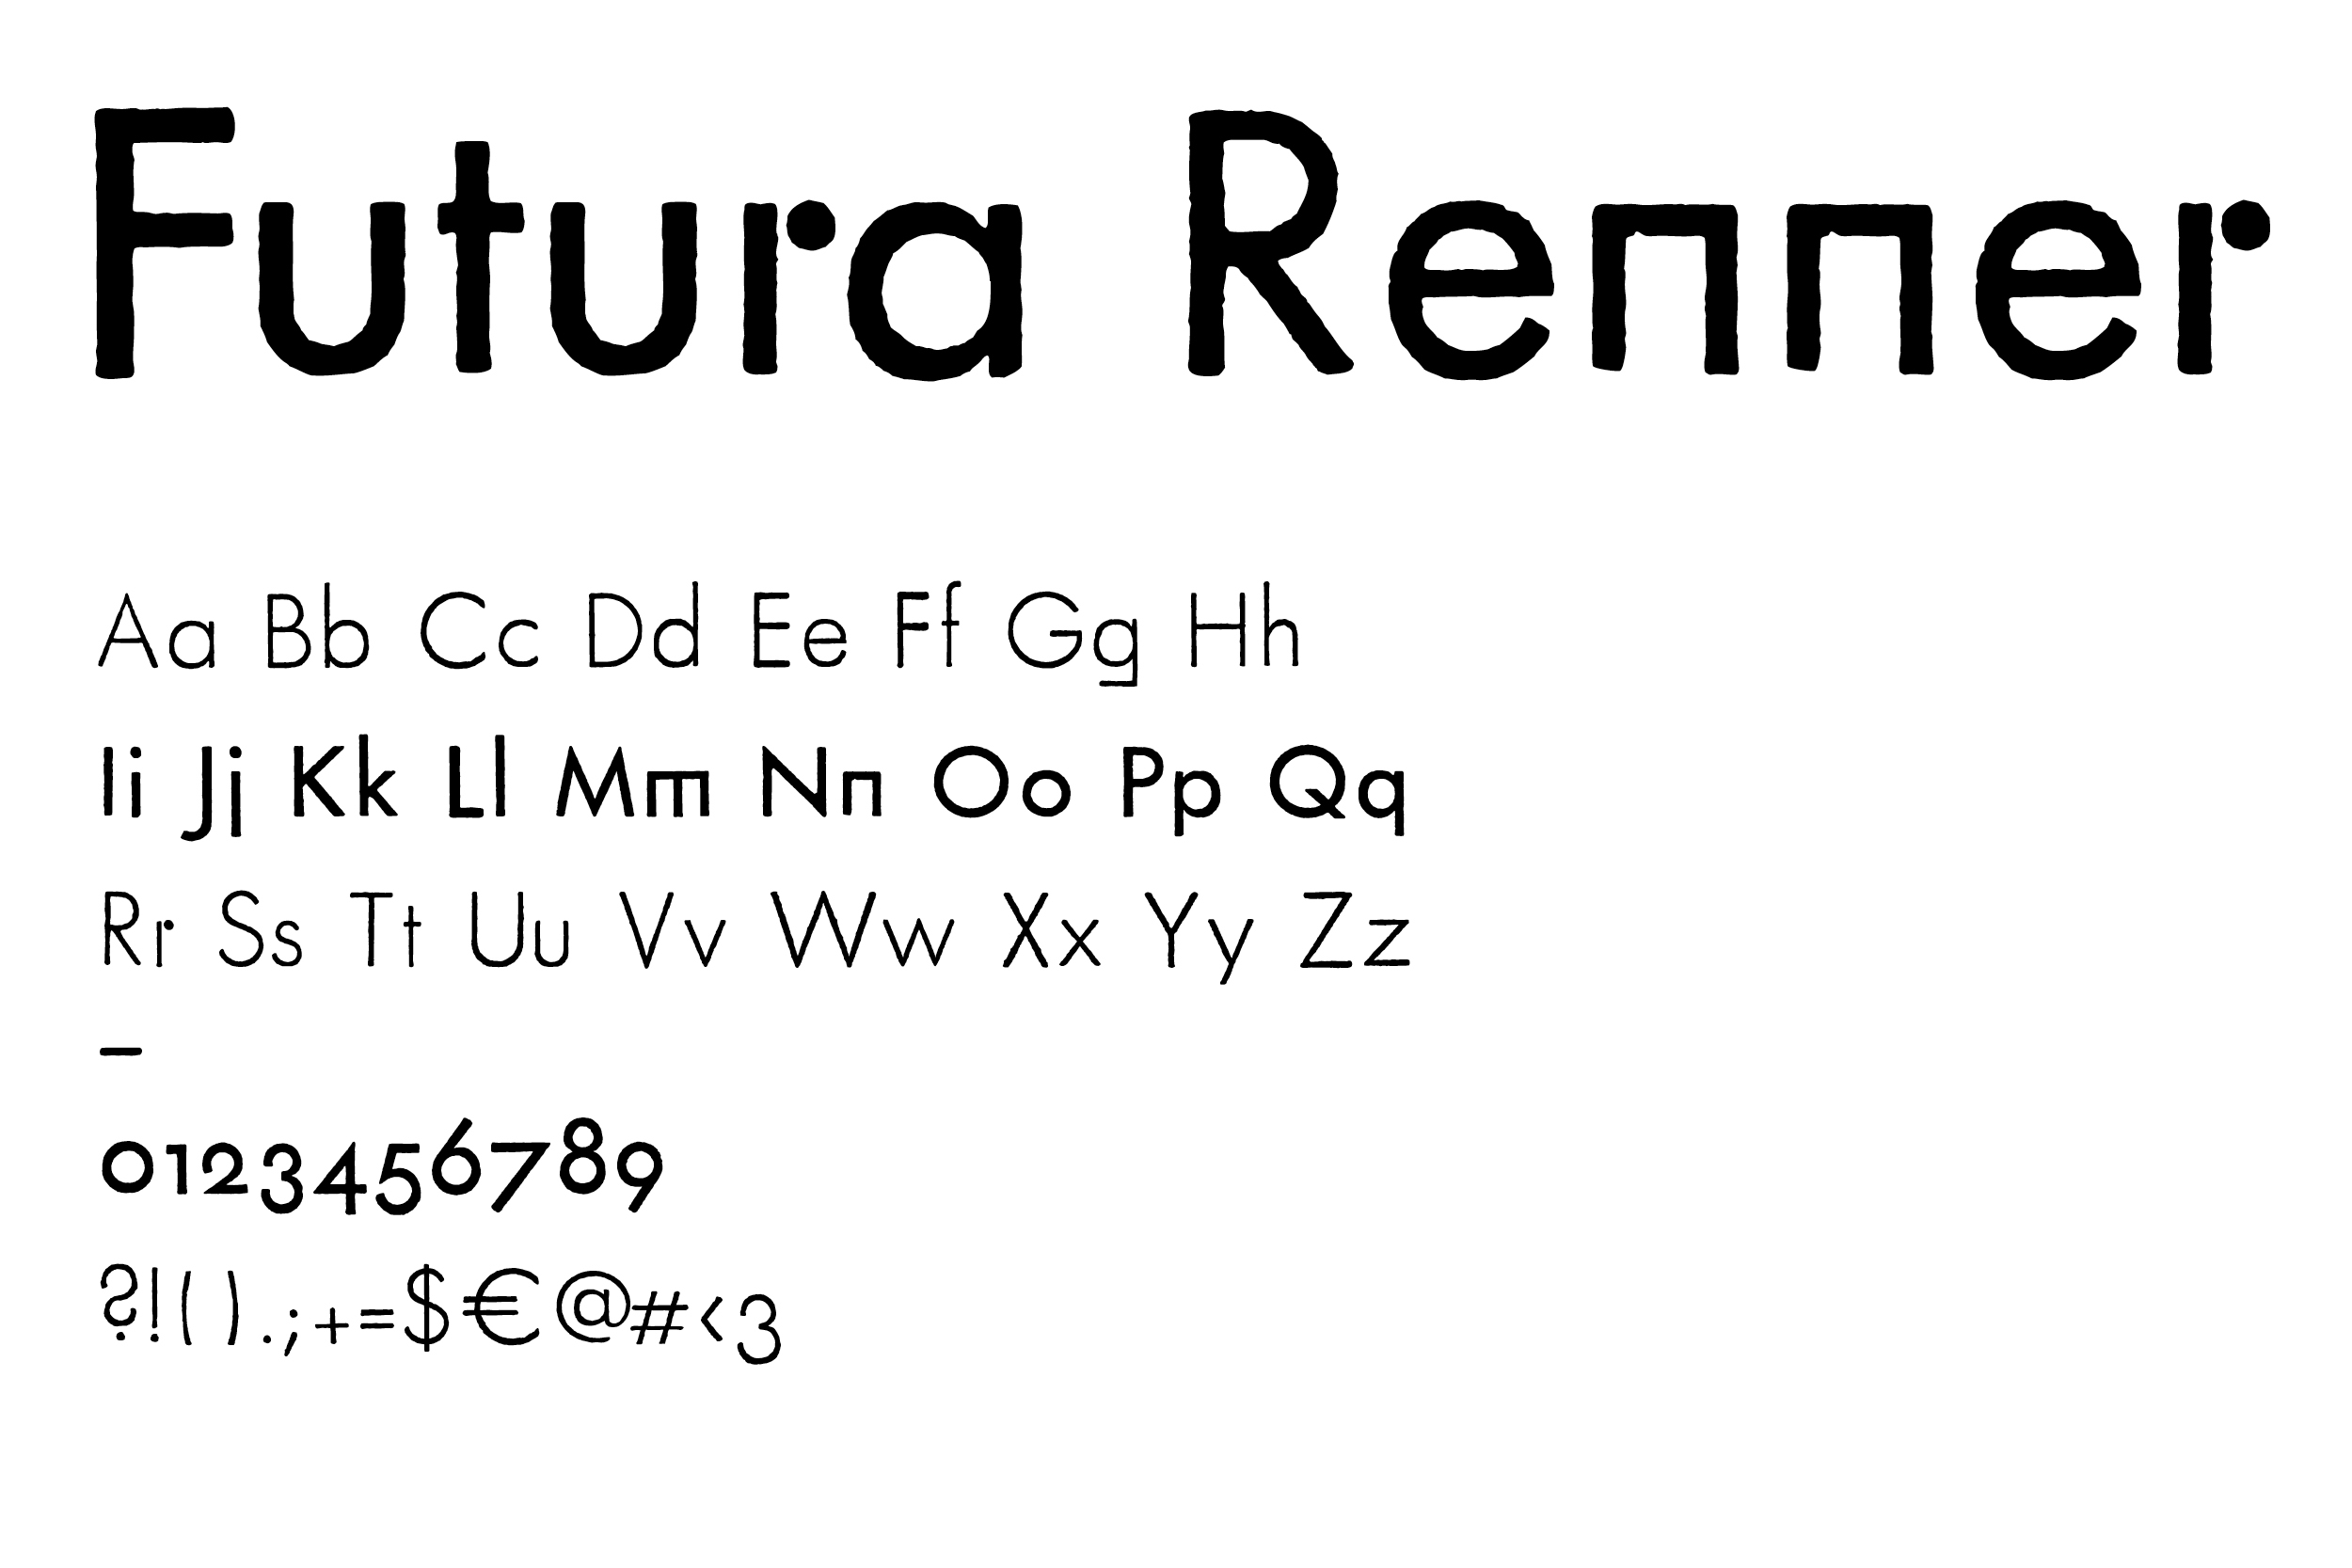 Futura Renner
Aa Bb Cc Dd Ee Ff Gg Hh
Ii Jj Kk Ll Mm Nn Oo Pp Qq
Rr Ss Tt Uu Vv Ww Xx Yy Zz
–
0123456789
?!().;+=$€@#<3